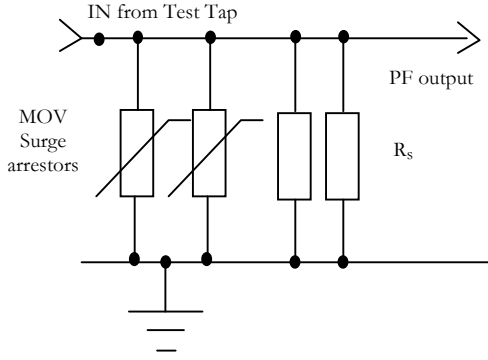 IN from Test Tap
PF output
MOV
Surge
arrestors
Rs